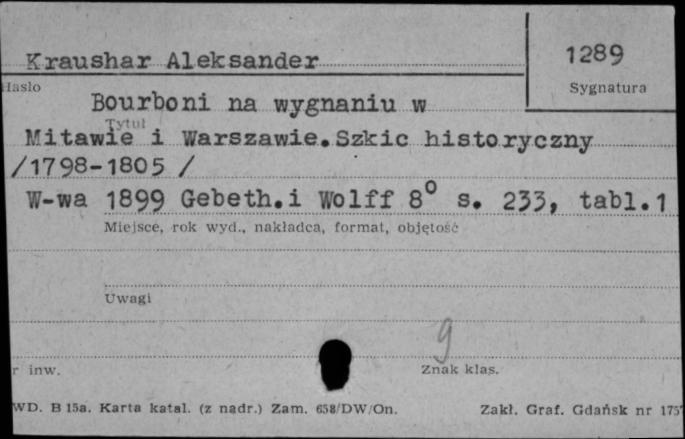 Kraushar Aleksander
1289
Hasło
Sygnatura
Bourboni na wygnaniu w
Tytuł
Mitawie i Warszawie.Szkic historyczny
/1798-1805 /
W-wa 1899 Gebeth.i Wolff 8° s. 233, tabl.1
Miejsce, rok wyd., nakładca, format, objętość
Uwagi
9
r inw.
Znak klas.
WD. B 15a. Karta katal. (z nadr.) Zam. 658/DW/On.
Zakł. Graf. Gdańsk nr 175